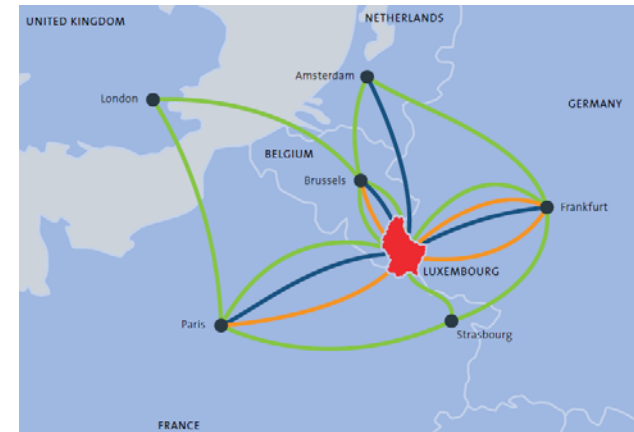 UNITED KINGDOM
NETHERLANDS
Amsterdam
London
GERMANY
BELGIUM
Brussels
Frankfurt
LUXEMBOURG
Paris
Strasbourg
FRANCE